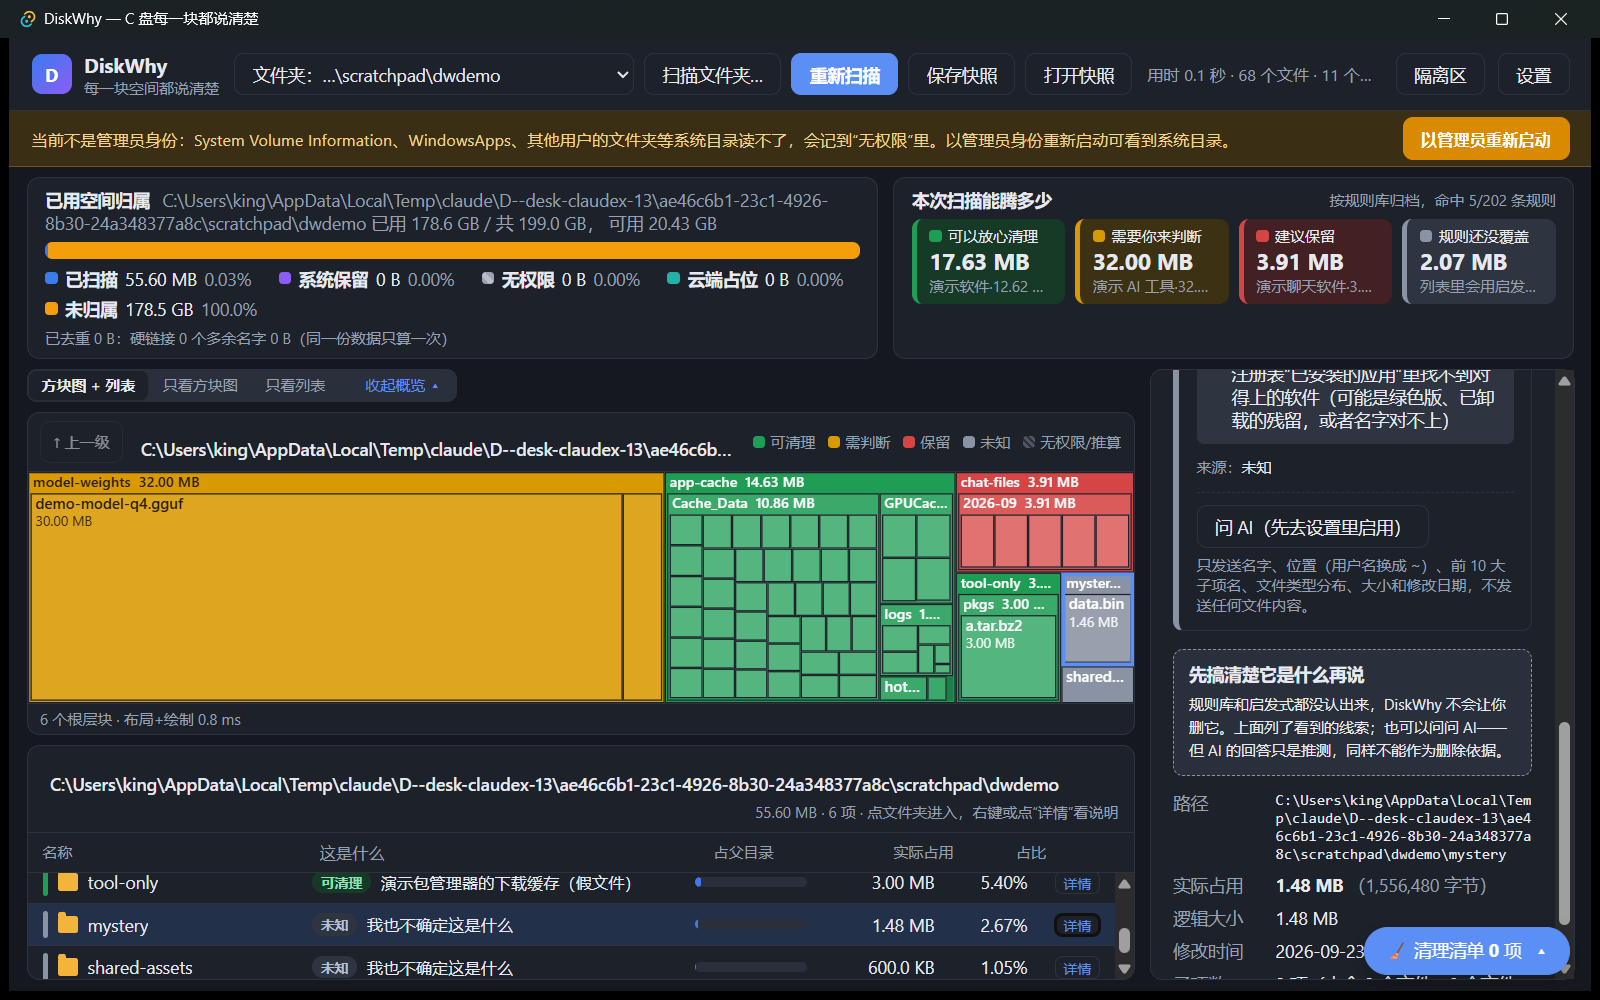 DiskWhy — C 盘每一块都说清楚
D
DiskWhy
每一块空间都说清楚
文件夹：...\scratchpad\dwdemo
扫描文件夹...
重新扫描
保存快照
打开快照
用时 0.1 秒 · 68 个文件 · 11 个...
隔离区
设置
当前不是管理员身份：System Volume Information、WindowsApps、其他用户的文件夹等系统目录读不了，会记到“无权限”里。以管理员身份重新启动可看到系统目录。
以管理员重新启动
已用空间归属 C:\Users\king\AppData\Local\Temp\claude\D--desk-claudex-13\ae46c6b1-23c1-4926-
8b30-24a348377a8c\scratchpad\dwdemo 已用 178.6 GB / 共 199.0 GB， 可用 20.43 GB
已扫描 55.60 MB 0.03% 系统保留 0 B 0.00% 无权限 0 B 0.00% 云端占位 0 B 0.00%
未归属 178.5 GB 100.0%
已去重 0 B：硬链接 0 个多余名字 0 B（同一份数据只算一次）
本次扫描能腾多少
按规则库归档，命中 5/202 条规则
可以放心清理
17.63 MB
演示软件·12.62 ...
需要你来判断
32.00 MB
演示 AI 工具·32....
建议保留
3.91 MB
演示聊天软件·3....
规则还没覆盖
2.07 MB
列表里会用启发...
方块图 + 列表
只看方块图
只看列表
收起概览 ▲
↑ 上一级
C:\Users\king\AppData\Local\Temp\claude\D--desk-claudex-13\ae46c6b...
可清理 需判断 保留 未知 无权限/推算
model-weights 32.00 MB
demo-model-q4.gguf
30.00 MB
app-cache 14.63 MB
Cache_Data 10.86 MB
GPUCac...
logs 1....
hot...
chat-files 3.91 MB
2026-09 3.91 MB
tool-only 3....
pkgs 3.00 ...
a.tar.bz2
3.00 MB
myster...
data.bin
1.46 MB
shared...
6 个根层块 · 布局+绘制 0.8 ms
C:\Users\king\AppData\Local\Temp\claude\D--desk-claudex-13\ae46c6b1-23c1-4926-8b30-24a348377a8c\scratchpad\dwdemo
55.60 MB · 6 项 · 点文件夹进入，右键或点“详情”看说明
名称 这是什么 占父目录 实际占用 占比
tool-only 可清理 演示包管理器的下载缓存（假文件） 3.00 MB 5.40% 详情
mystery 未知 我也不确定这是什么 1.48 MB 2.67% 详情
shared-assets 未知 我也不确定这是什么 600.0 KB 1.05% 详情
注册表“已安装的应用”里找不到对
得上的软件（可能是绿色版、已卸
载的残留，或者名字对不上）
来源：未知
问 AI（先去设置里启用）
只发送名字、位置（用户名换成 ~）、前 10 大
子项名、文件类型分布、大小和修改日期，不发
送任何文件内容。
先搞清楚它是什么再说
规则库和启发式都没认出来，DiskWhy 不会让你
删它。上面列了看到的线索；也可以问问 AI——
但 AI 的回答只是推测，同样不能作为删除依据。
路径
C:\Users\king\AppData\Local\Tem
p\claude\D--desk-claudex-13\ae4
6c6b1-23c1-4926-8b30-24a348377a
8c\scratchpad\dwdemo\mystery
实际占用 1.48 MB （1,556,480 字节）
逻辑大小 1.48 MB
修改时间 2026-09-23
清理清单 0 项 ▲